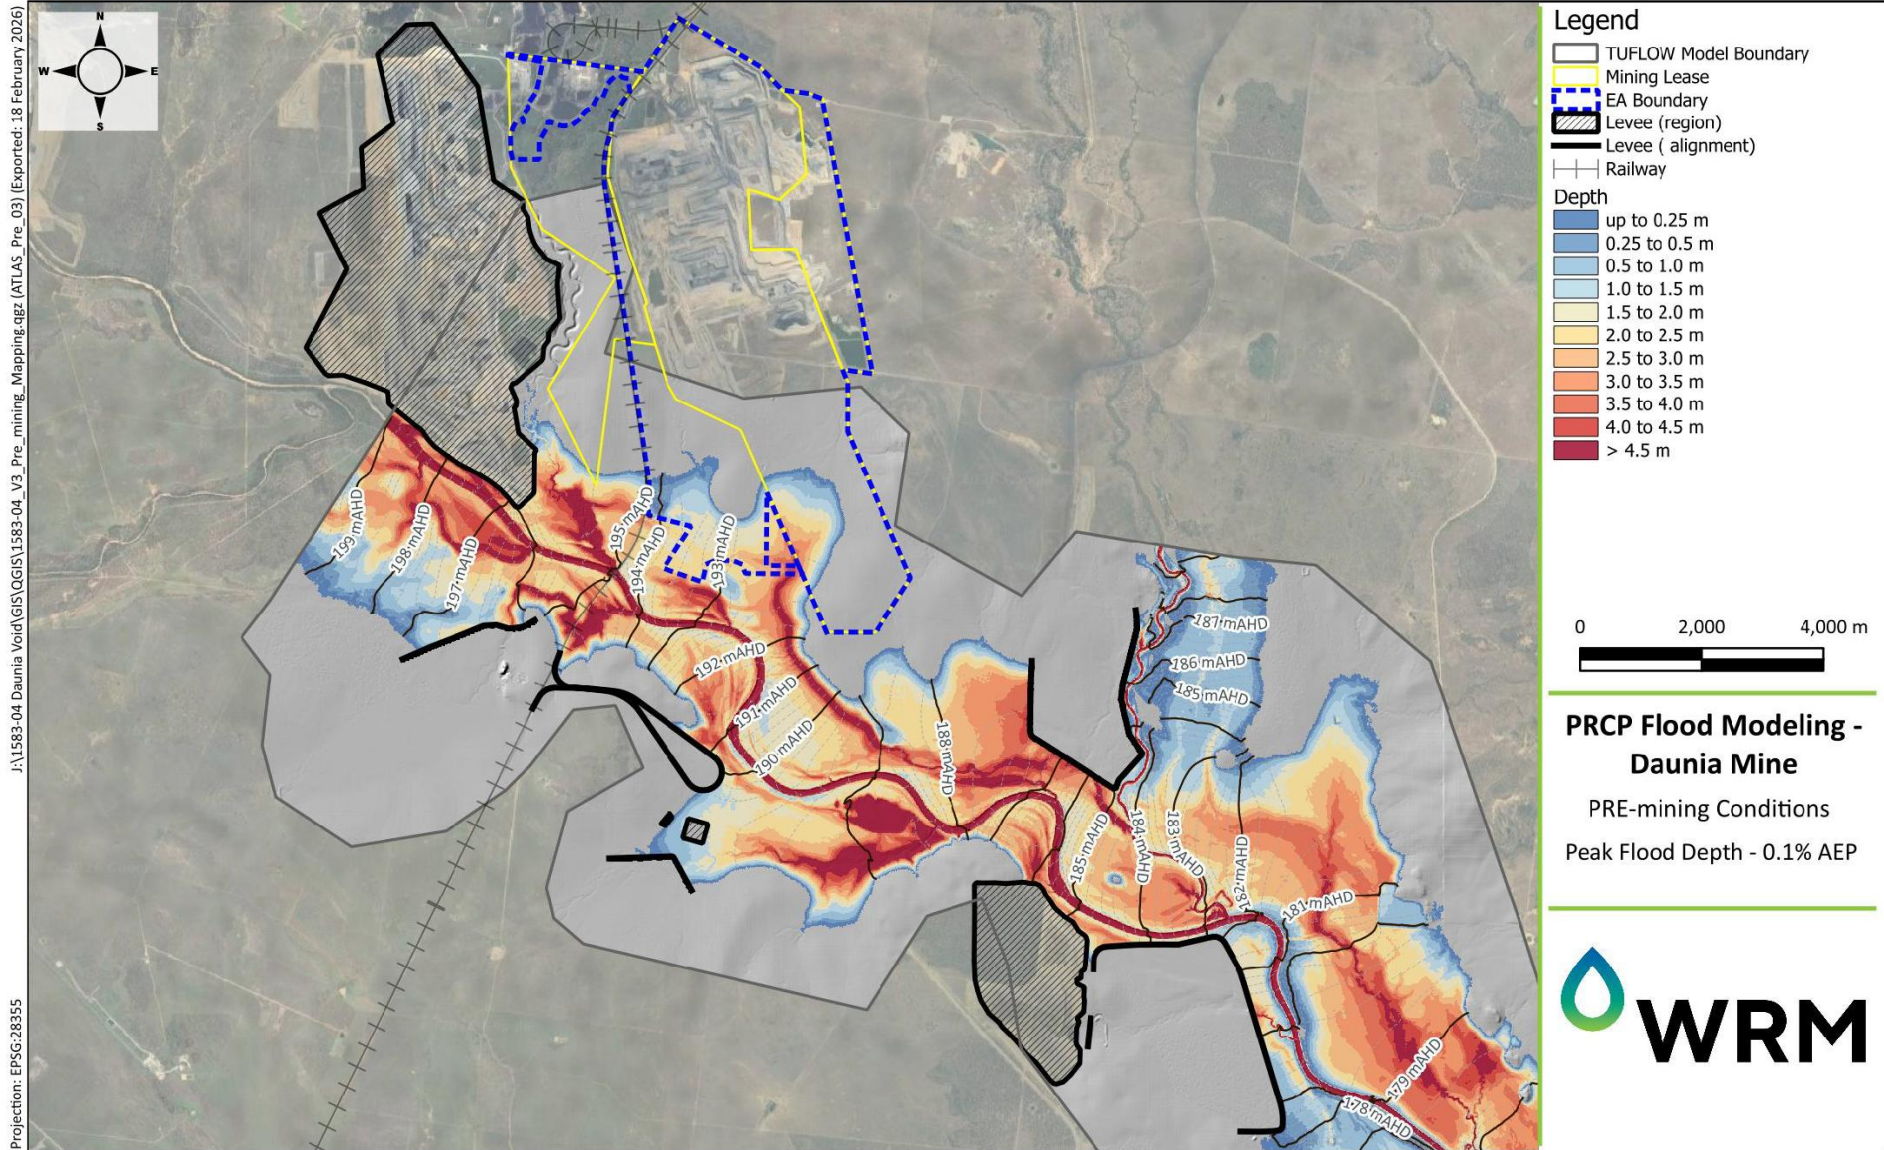 J:\1583-04 Daunia Void\GIS\QGIS\1583-04_V3_Pre_mining_Mapping.qgz (ATLAS_Pre_03) (Exported: 18 February 2026)
Projection: EPSG:28355
N
W
E
S
199 mAHD
198 mAHD
197 mAHD
195 mAHD
194 mAHD
193 mAHD
192 mAHD
191 mAHD
190 mAHD
188 mAHD
187 mAHD
186 mAHD
185 mAHD
185 mAHD
184 mAHD
183 mAHD
182 mAHD
181 mAHD
179 mAHD
178 mAHD
Legend
TUFLOW Model Boundary
Mining Lease
EA Boundary
Levee (region)
Levee ( alignment)
Railway
Depth
up to 0.25 m
0.25 to 0.5 m
0.5 to 1.0 m
1.0 to 1.5 m
1.5 to 2.0 m
2.0 to 2.5 m
2.5 to 3.0 m
3.0 to 3.5 m
3.5 to 4.0 m
4.0 to 4.5 m
> 4.5 m
0 2,000 4,000 m
PRCP Flood Modeling -
Daunia Mine
PRE-mining Conditions
Peak Flood Depth - 0.1% AEP
WRM